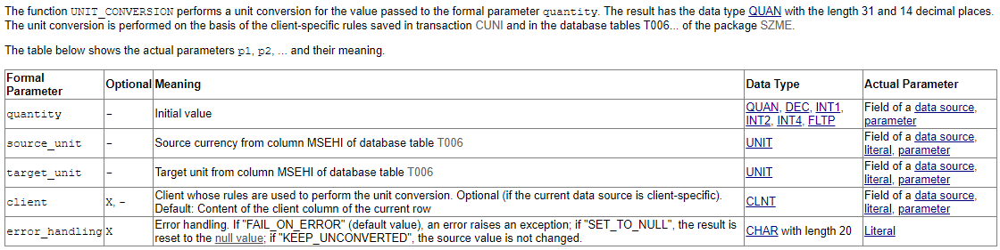 The function UNIT_CONVERSION performs a unit conversion for the value passed to the formal parameter quantity. The result has the data type QUAN with the length 31 and 14 decimal places.
The unit conversion is performed on the basis of the client-specific rules saved in transaction CUNI and in the database tables T006... of the package SZME.
The table below shows the actual parameters p1, p2, ... and their meaning.
Formal
Parameter
Optional
Meaning
Data Type
Actual Parameter
quantity
–
Initial value
QUAN, DEC, INT1,
INT2, INT4, FLTP
Field of a data source,
parameter
source_unit
–
Source currency from column MSEHI of database table T006
UNIT
Field of a data source,
literal, parameter
target_unit
–
Target unit from column MSEHI of database table T006
UNIT
Field of a data source,
literal, parameter
client
X, –
Client whose rules are used to perform the unit conversion. Optional (if the current data source is client-specific).
Default: Content of the client column of the current row
CLNT
Field of a data source,
literal, parameter
error_handling
X
Error handling. If "FAIL_ON_ERROR" (default value), an error raises an exception; if "SET_TO_NULL", the result is
reset to the null value; if "KEEP_UNCONVERTED", the source value is not changed.
CHAR with length 20
Literal